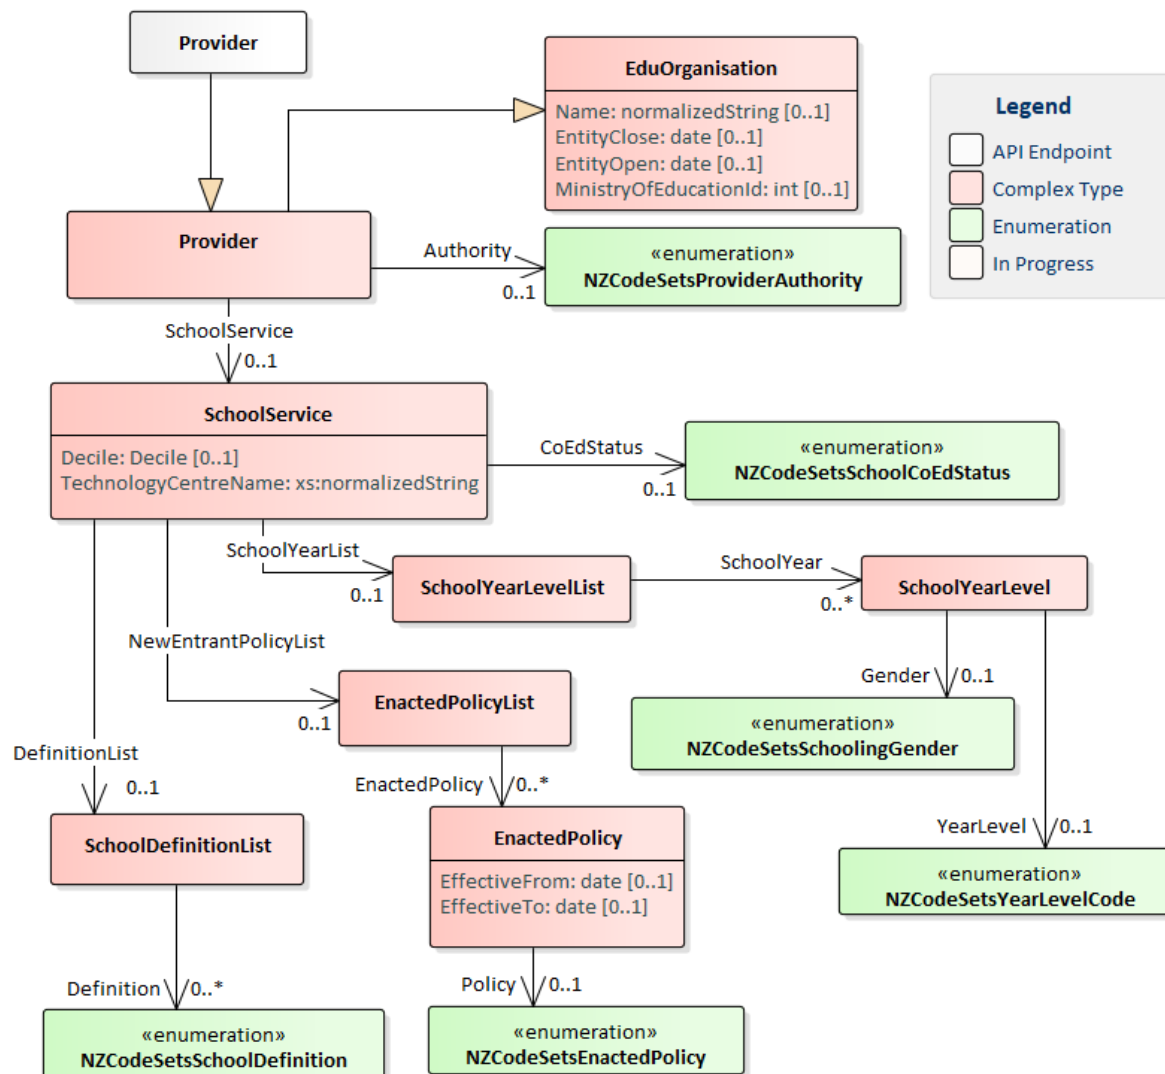 Provider
EduOrganisation
Name: normalizedString [0..1]
EntityClose: date [0..1]
EntityOpen: date [0..1]
MinistryOfEducationId: int [0..1]
Legend
API Endpoint
Complex Type
Enumeration
In Progress
Provider
Authority
0..1
«enumeration»
NZCodeSetsProviderAuthority
SchoolService
0..1
SchoolService
Decile: Decile [0..1]
TechnologyCentreName: xs:normalizedString
CoEdStatus
0..1
«enumeration»
NZCodeSetsSchoolCoEdStatus
SchoolYearList
0..1
SchoolYearLevelList
SchoolYear
0..*
SchoolYearLevel
NewEntrantPolicyList
0..1
EnactedPolicyList
Gender
0..1
«enumeration»
NZCodeSetsSchoolingGender
DefinitionList
0..1
SchoolDefinitionList
EnactedPolicy
0..*
EnactedPolicy
EffectiveFrom: date [0..1]
EffectiveTo: date [0..1]
YearLevel
0..1
«enumeration»
NZCodeSetsYearLevelCode
Definition
0..*
«enumeration»
NZCodeSetsSchoolDefinition
Policy
0..1
«enumeration»
NZCodeSetsEnactedPolicy